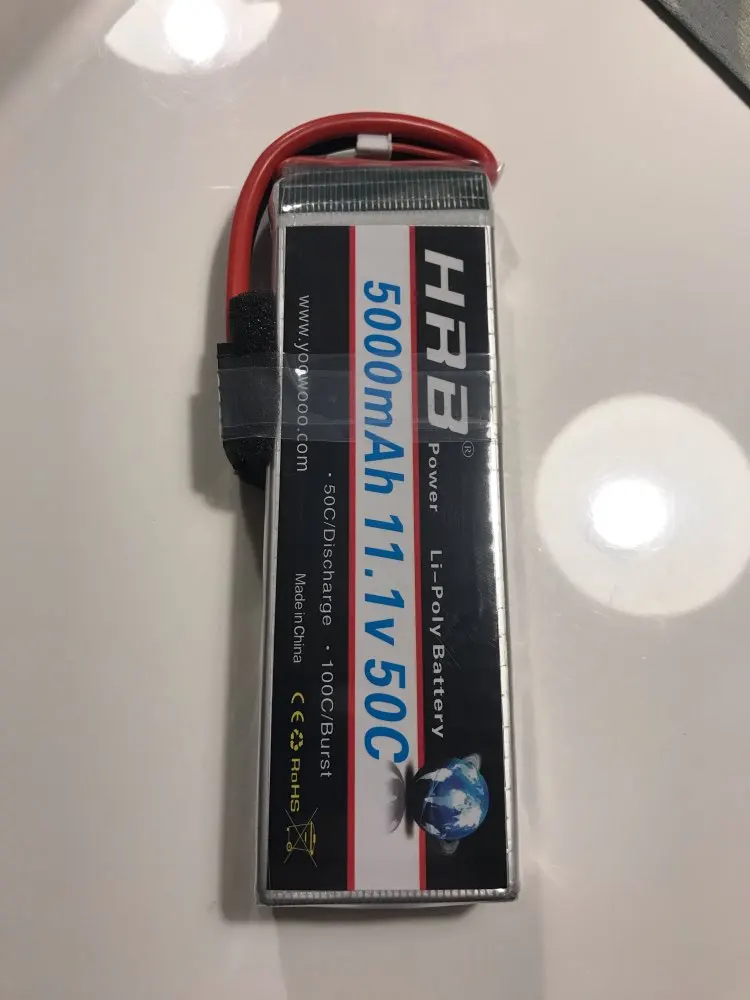 HRB®
Power Li-Poly Battery
5000mAh 11.1v 50C
• 50C/Discharge • 100C/Burst
www.yoowooo.com
Made in China CE RoHS